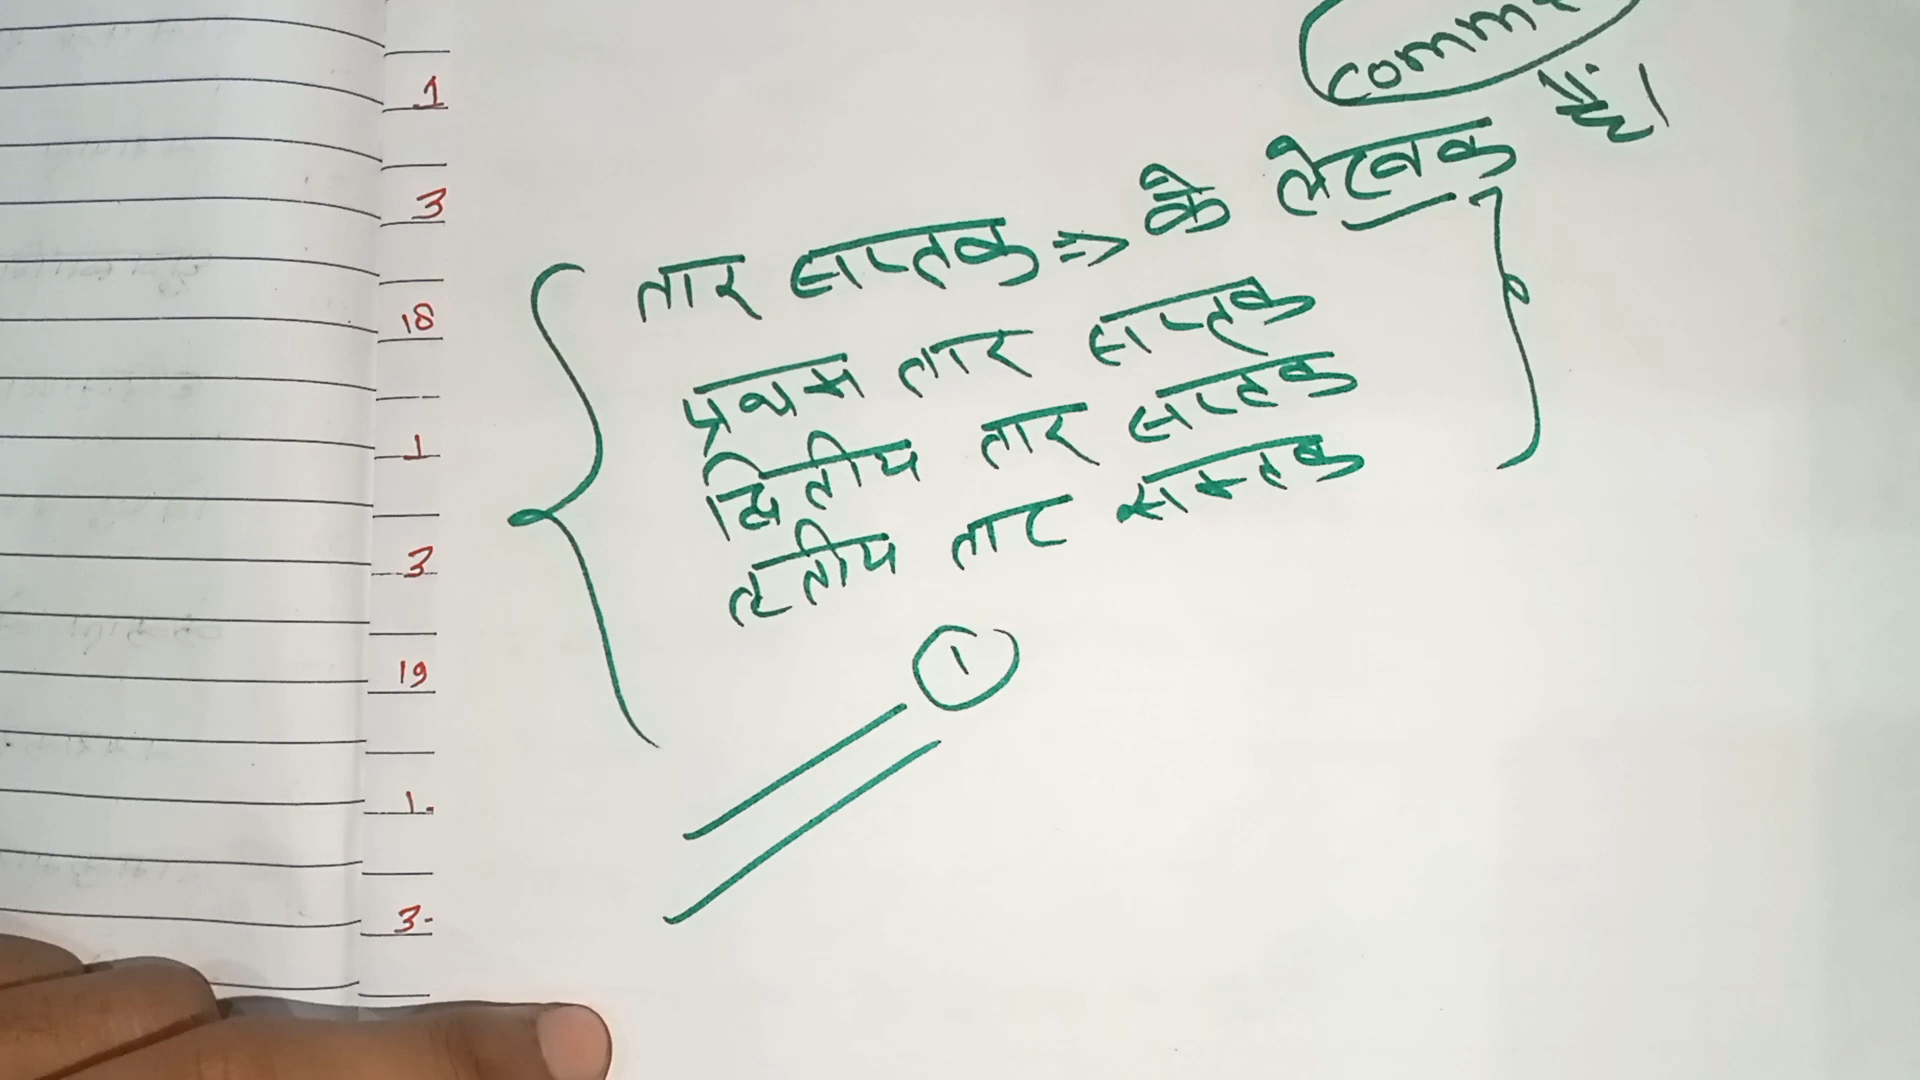 में।
तार सप्तक => के लेखक
प्रथम तार सप्तक
द्वितीय तार सप्तक
तृतीय तार सप्तक
1
1
3
18
1
3
19
1.
3-